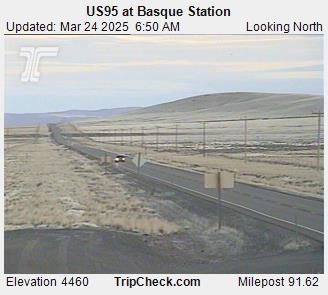 US95 at Basque Station
Updated: Mar 24 2025 6:50 AM Looking North
Elevation 4460 TripCheck.com Milepost 91.62